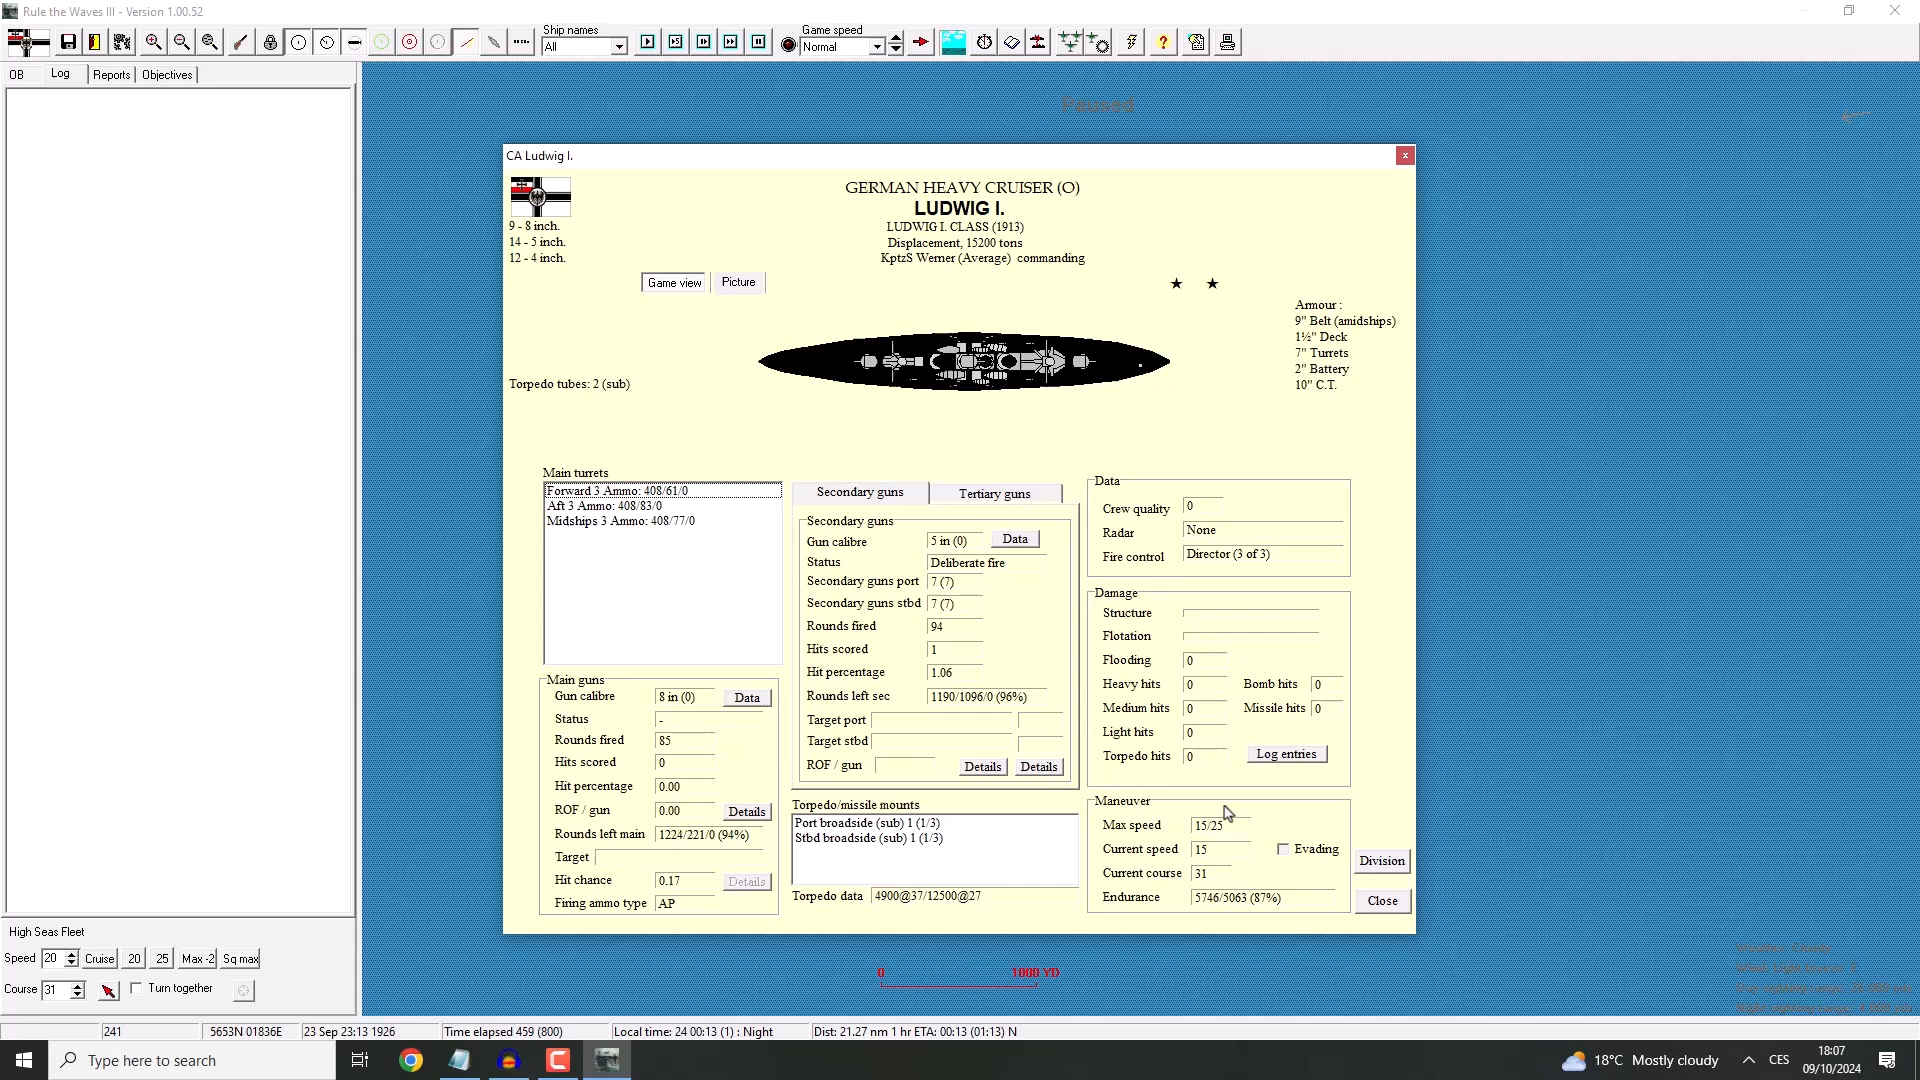 Rule the Waves III - Version 1.00.52
Ship names
All
Game speed
Normal
OB
Log
Reports
Objectives
Paused
CA Ludwig I.
GERMAN HEAVY CRUISER (O)
LUDWIG I.
LUDWIG I. CLASS (1913)
Displacement, 15200 tons
KptzS Werner (Average) commanding
9 - 8 inch.
14 - 5 inch.
12 - 4 inch.
Game view
Picture
★ ★
Armour :
9" Belt (amidships)
1½" Deck
7" Turrets
2" Battery
10" C.T.
Torpedo tubes: 2 (sub)
Main turrets
Forward 3 Ammo: 408/61/0
Aft 3 Ammo: 408/83/0
Midships 3 Ammo: 408/77/0
Main guns
Gun calibre 8 in (0) Data
Status -
Rounds fired 85
Hits scored 0
Hit percentage 0.00
ROF / gun 0.00 Details
Rounds left main 1224/221/0 (94%)
Target
Hit chance 0.17 Details
Firing ammo type AP
Secondary guns
Tertiary guns
Secondary guns
Gun calibre 5 in (0) Data
Status Deliberate fire
Secondary guns port 7 (7)
Secondary guns stbd 7 (7)
Rounds fired 94
Hits scored 1
Hit percentage 1.06
Rounds left sec 1190/1096/0 (96%)
Target port
Target stbd
ROF / gun Details Details
Torpedo/missile mounts
Port broadside (sub) 1 (1/3)
Stbd broadside (sub) 1 (1/3)
Torpedo data 4900@37/12500@27
Data
Crew quality 0
Radar None
Fire control Director (3 of 3)
Damage
Structure
Flotation
Flooding 0
Heavy hits 0 Bomb hits 0
Medium hits 0 Missile hits 0
Light hits 0
Torpedo hits 0 Log entries
Maneuver
Max speed 15/25
Current speed 15 Evading
Current course 31
Endurance 5746/5063 (87%)
Division
Close
0 1000 YD
High Seas Fleet
Speed 20 Cruise 20 25 Max -2 Sq max
Course 31 Turn together
241 5653N 01836E 23 Sep 23:13 1926 Time elapsed 459 (800) Local time: 24 00:13 (1) : Night Dist: 21.27 nm 1 hr ETA: 00:13 (01:13) N
Type here to search
18°C Mostly cloudy
CES
18:07
09/10/2024